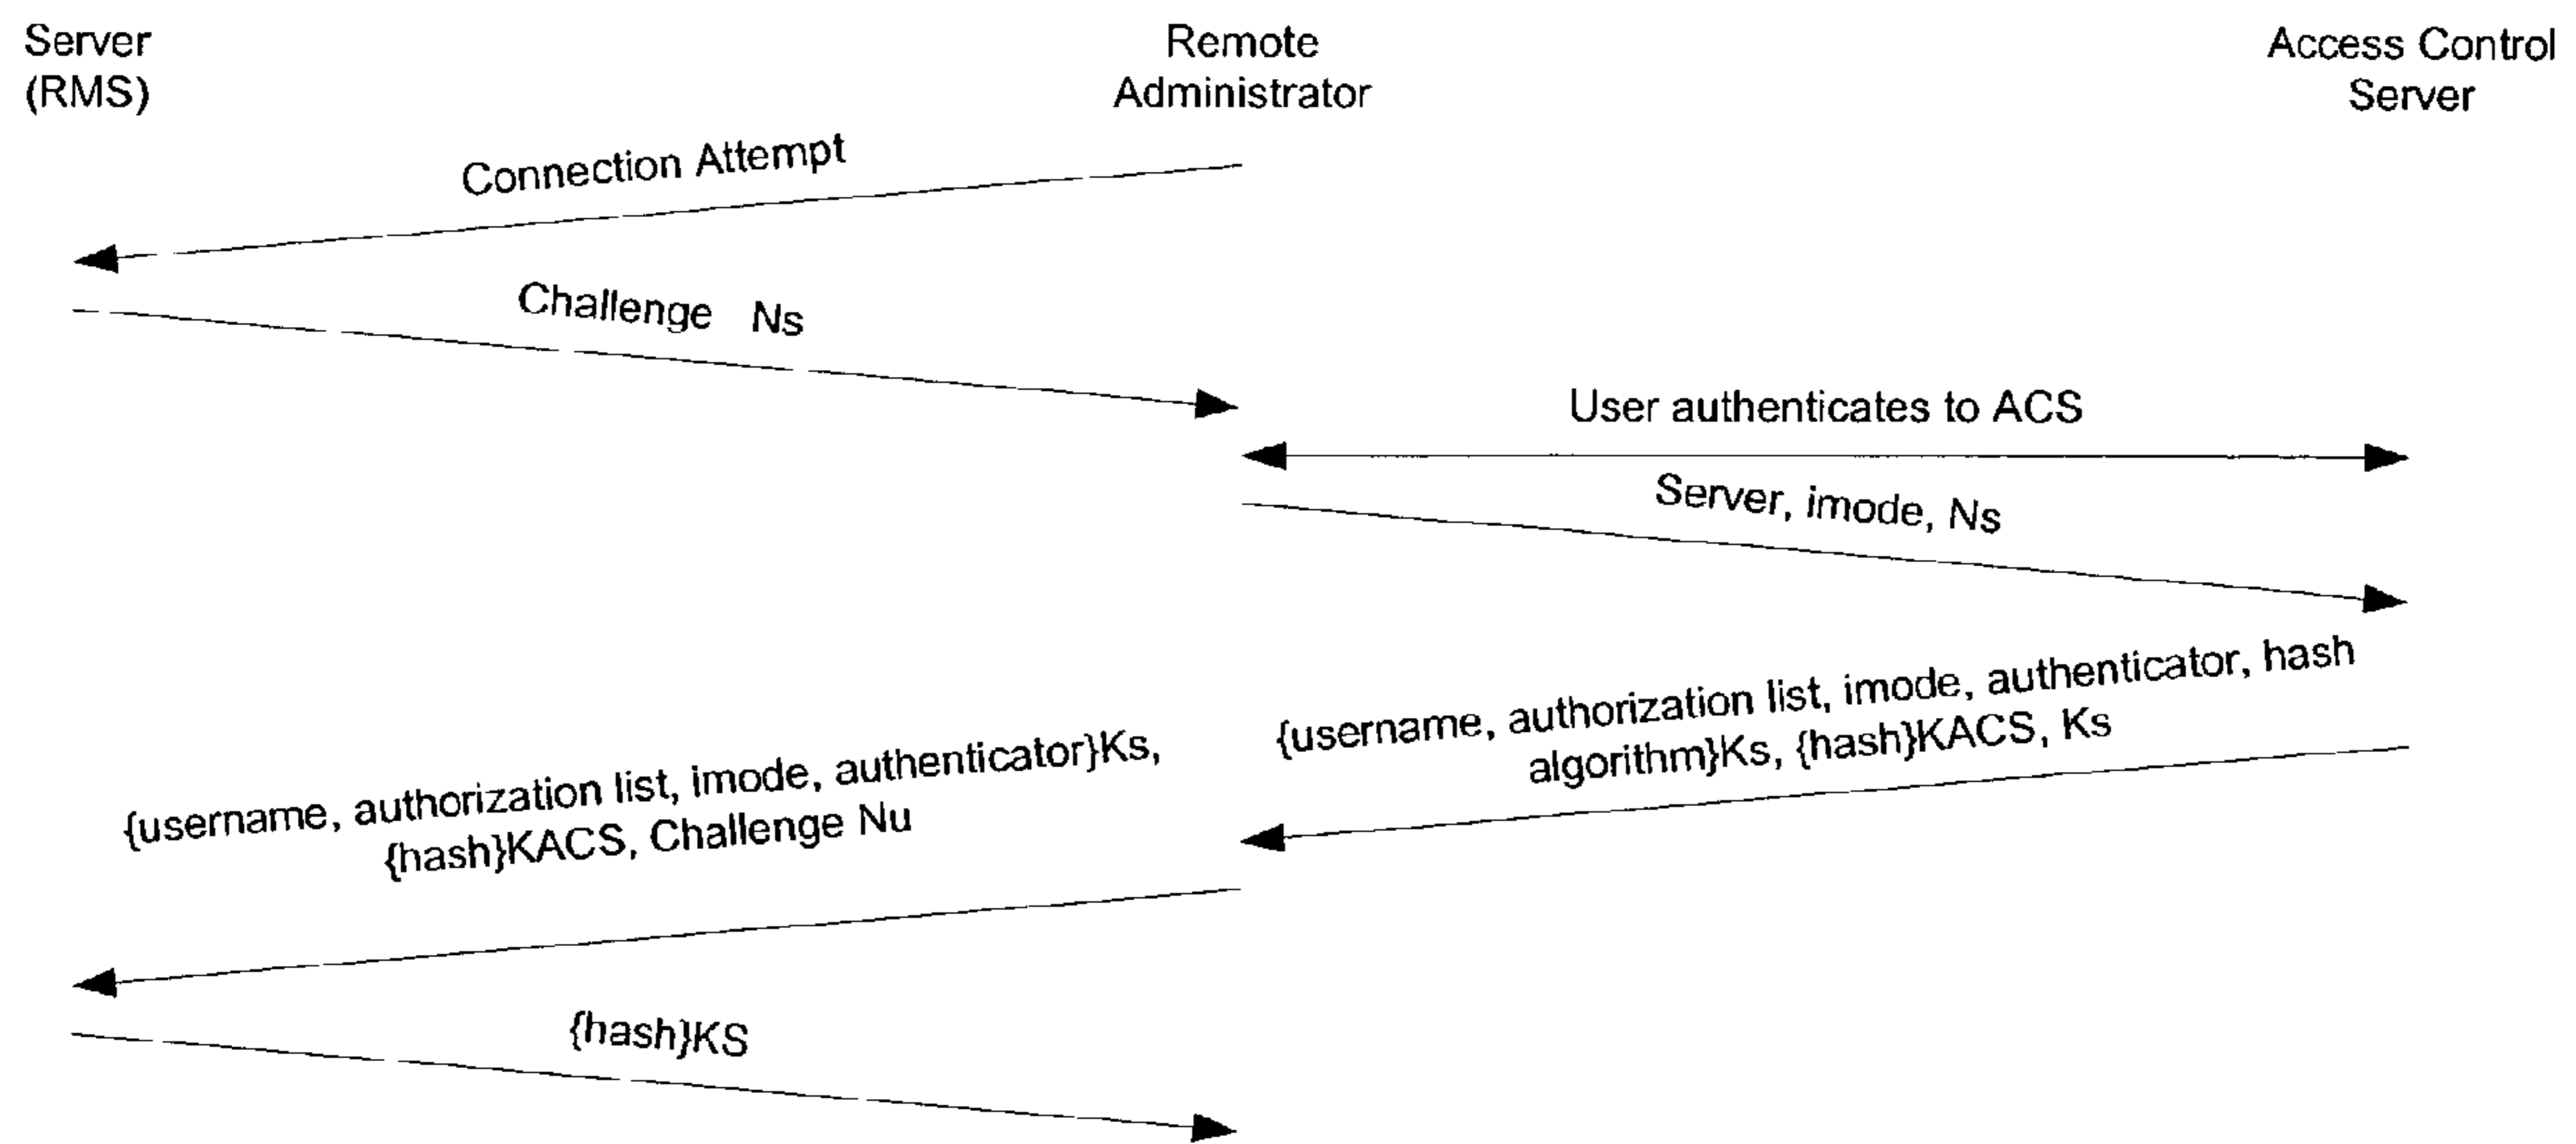 Server
(RMS)
Remote
Administrator
Access Control
Server
Connection Attempt
Challenge Ns
User authenticates to ACS
Server, imode, Ns
{username, authorization list, imode, authenticator, hash
algorithm}Ks, {hash}KACS, Ks
{username, authorization list, imode, authenticator}Ks,
{hash}KACS, Challenge Nu
{hash}KS